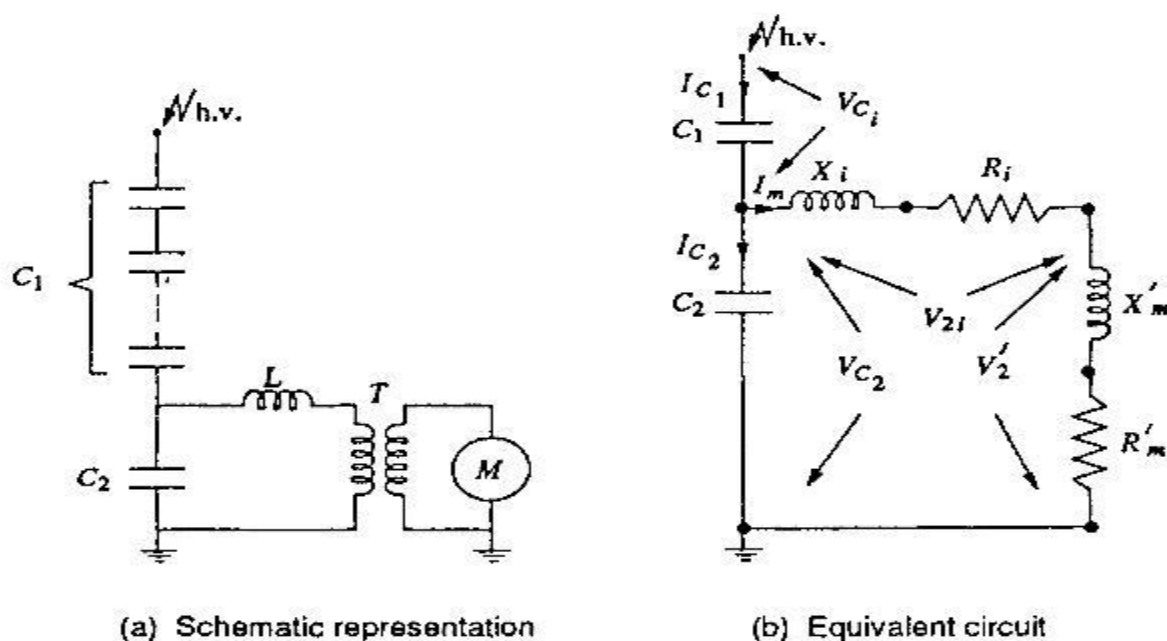 h.v.
C1
L
T
C2
M
(a) Schematic representation
h.v.
IC1
VCi
C1
Im
Xi
Ri
IC2
C2
V2i
X'm
VC2
V'2
R'm
(b) Equivalent circuit